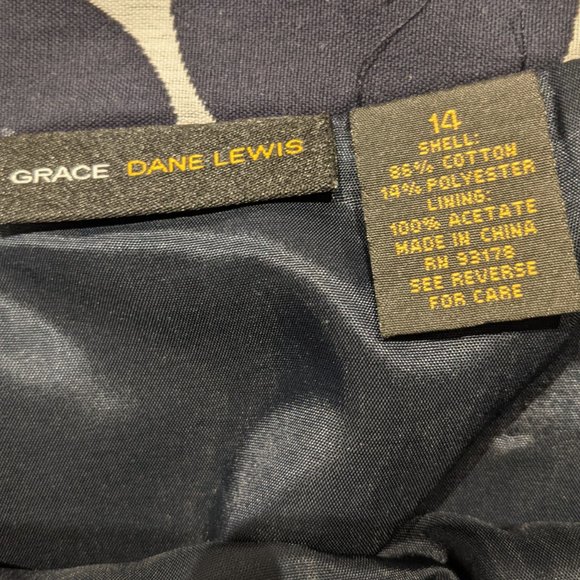 GRACE DANE LEWIS
14
SHELL:
86% COTTON
14% POLYESTER
LINING:
100% ACETATE
MADE IN CHINA
RN 93178
SEE REVERSE
FOR CARE